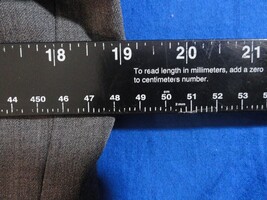 18 19 20 21
To read length in millimeters, add a zero
to centimeters number.
cm
44 450 46 47 48 49 50 51 52 53